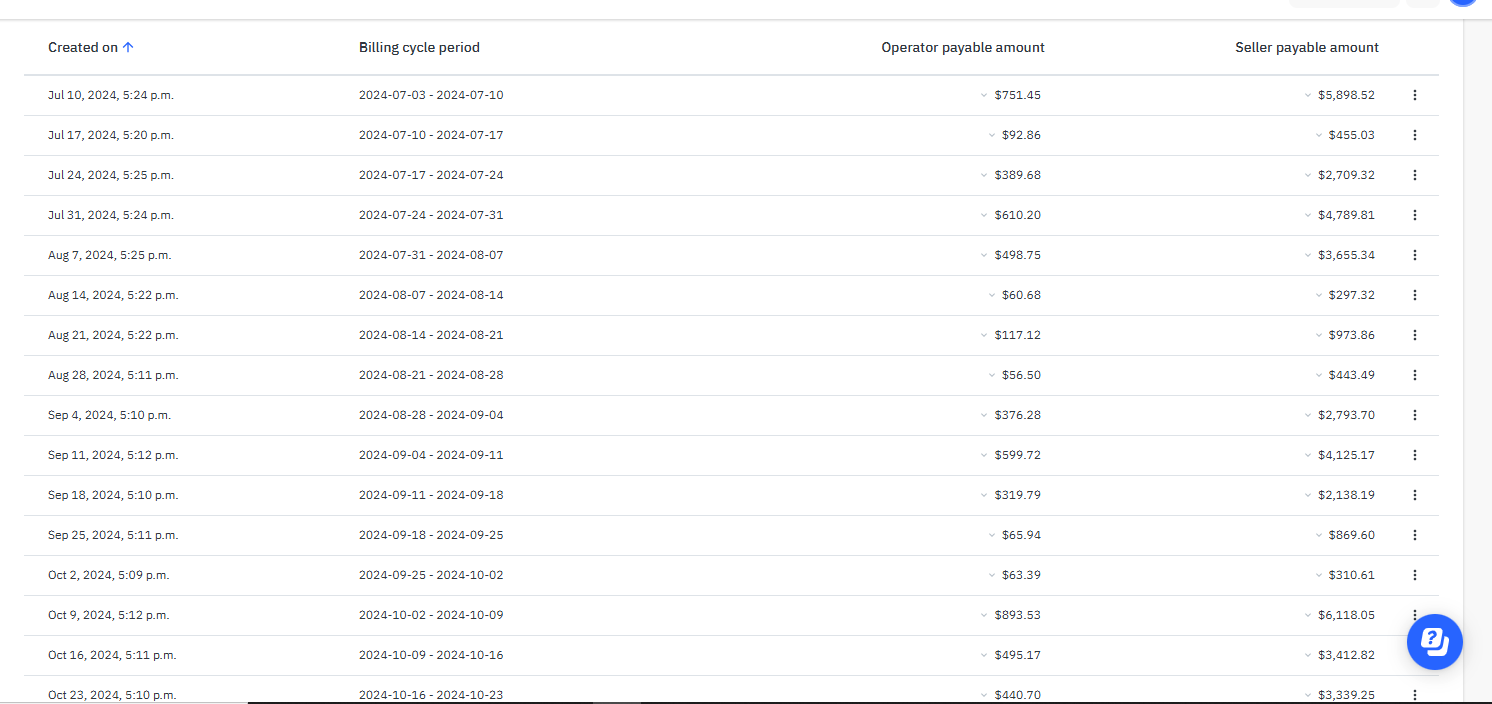 Created on ↑ Billing cycle period Operator payable amount Seller payable amount
Jul 10, 2024, 5:24 p.m. 2024-07-03 - 2024-07-10 $751.45 $5,898.52
Jul 17, 2024, 5:20 p.m. 2024-07-10 - 2024-07-17 $92.86 $455.03
Jul 24, 2024, 5:25 p.m. 2024-07-17 - 2024-07-24 $389.68 $2,709.32
Jul 31, 2024, 5:24 p.m. 2024-07-24 - 2024-07-31 $610.20 $4,789.81
Aug 7, 2024, 5:25 p.m. 2024-07-31 - 2024-08-07 $498.75 $3,655.34
Aug 14, 2024, 5:22 p.m. 2024-08-07 - 2024-08-14 $60.68 $297.32
Aug 21, 2024, 5:22 p.m. 2024-08-14 - 2024-08-21 $117.12 $973.86
Aug 28, 2024, 5:11 p.m. 2024-08-21 - 2024-08-28 $56.50 $443.49
Sep 4, 2024, 5:10 p.m. 2024-08-28 - 2024-09-04 $376.28 $2,793.70
Sep 11, 2024, 5:12 p.m. 2024-09-04 - 2024-09-11 $599.72 $4,125.17
Sep 18, 2024, 5:10 p.m. 2024-09-11 - 2024-09-18 $319.79 $2,138.19
Sep 25, 2024, 5:11 p.m. 2024-09-18 - 2024-09-25 $65.94 $869.60
Oct 2, 2024, 5:09 p.m. 2024-09-25 - 2024-10-02 $63.39 $310.61
Oct 9, 2024, 5:12 p.m. 2024-10-02 - 2024-10-09 $893.53 $6,118.05
Oct 16, 2024, 5:11 p.m. 2024-10-09 - 2024-10-16 $495.17 $3,412.82
Oct 23, 2024, 5:10 p.m. 2024-10-16 - 2024-10-23 $440.70 $3,339.25